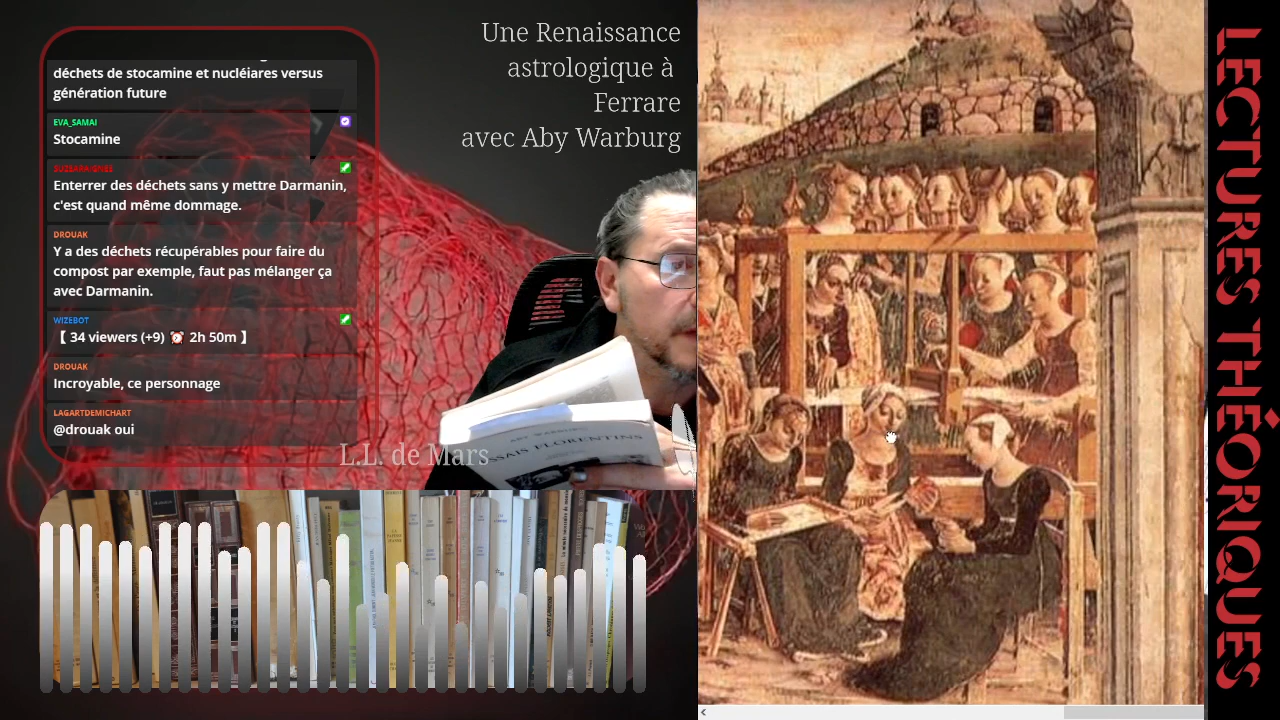 Une Renaissance
astrologique à
Ferrare
avec Aby Warburg
déchets de stocamine et nucléiares versus
génération future
EVA_SAMAI
Stocamine
SUZEARAIGNEE
Enterrer des déchets sans y mettre Darmanin,
c'est quand même dommage.
DROUAK
Y a des déchets récupérables pour faire du
compost par exemple, faut pas mélanger ça
avec Darmanin.
WIZEBOT
【 34 viewers (+9) ⏰ 2h 50m 】
DROUAK
Incroyable, ce personnage
LAGARTDEMICHART
@drouak oui
L.L. de Mars
ABY WARBURG
ESSAIS FLORENTINS
LECTURES THÉORIQUES